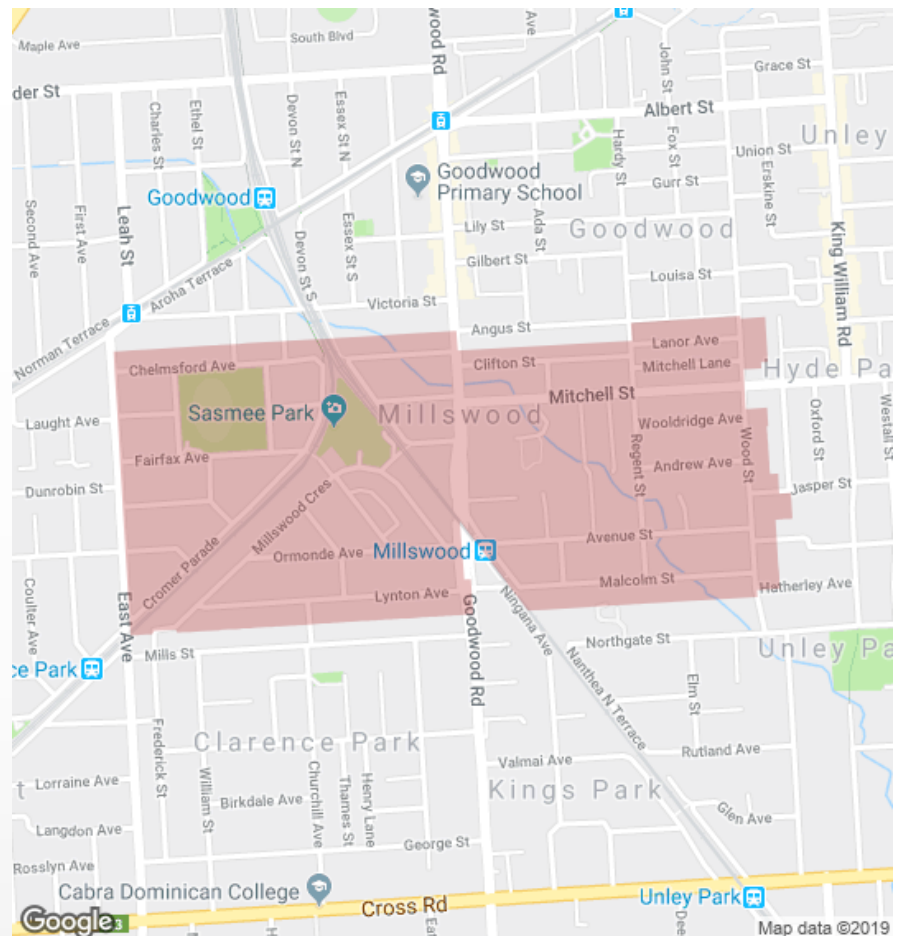 Maple Ave
South Blvd
wood Rd
Ave
John St
Grace St
der St
Charles St
Ethel St
Devon St N
Essex St N
Albert St
Unley
Hardy St
Fox St
Union St
Goodwood
Primary School
Gurr St
Erskine St
Second Ave
First Ave
Leah St
Goodwood
Essex St S
Lily St
Ada St
Goodwood
King William Rd
Devon St S
Gilbert St
Louisa St
Aroha Terrace
Norman Terrace
Victoria St
Angus St
Lanor Ave
Chelmsford Ave
Clifton St
Mitchell Lane
Hyde Pa
Mitchell St
Sasmee Park
Millswood
Laught Ave
Wooldridge Ave
Oxford St
Westall St
Fairfax Ave
Regent St
Wood St
Andrew Ave
Dunrobin St
Jasper St
Millswood Cres
Cromer Parade
Ormonde Ave
Millswood
Avenue St
Coulter Ave
East Ave
Lynton Ave
Malcolm St
Hatherley Ave
Goodwood Rd
Ningana Ave
Northgate St
Mills St
Unley Pa
ce Park
Nanthea N Terrace
Elm St
Frederick St
Clarence Park
Rutland Ave
Valmai Ave
Lorraine Ave
t
William St
Churchill Ave
Thames St
Henry Lane
Kings Park
Birkdale Ave
Glen Ave
Langdon Ave
George St
Rosslyn Ave
Cabra Dominican College
Cross Rd
Unley Park
Google
3
H
Eat
Dee
Map data ©2019